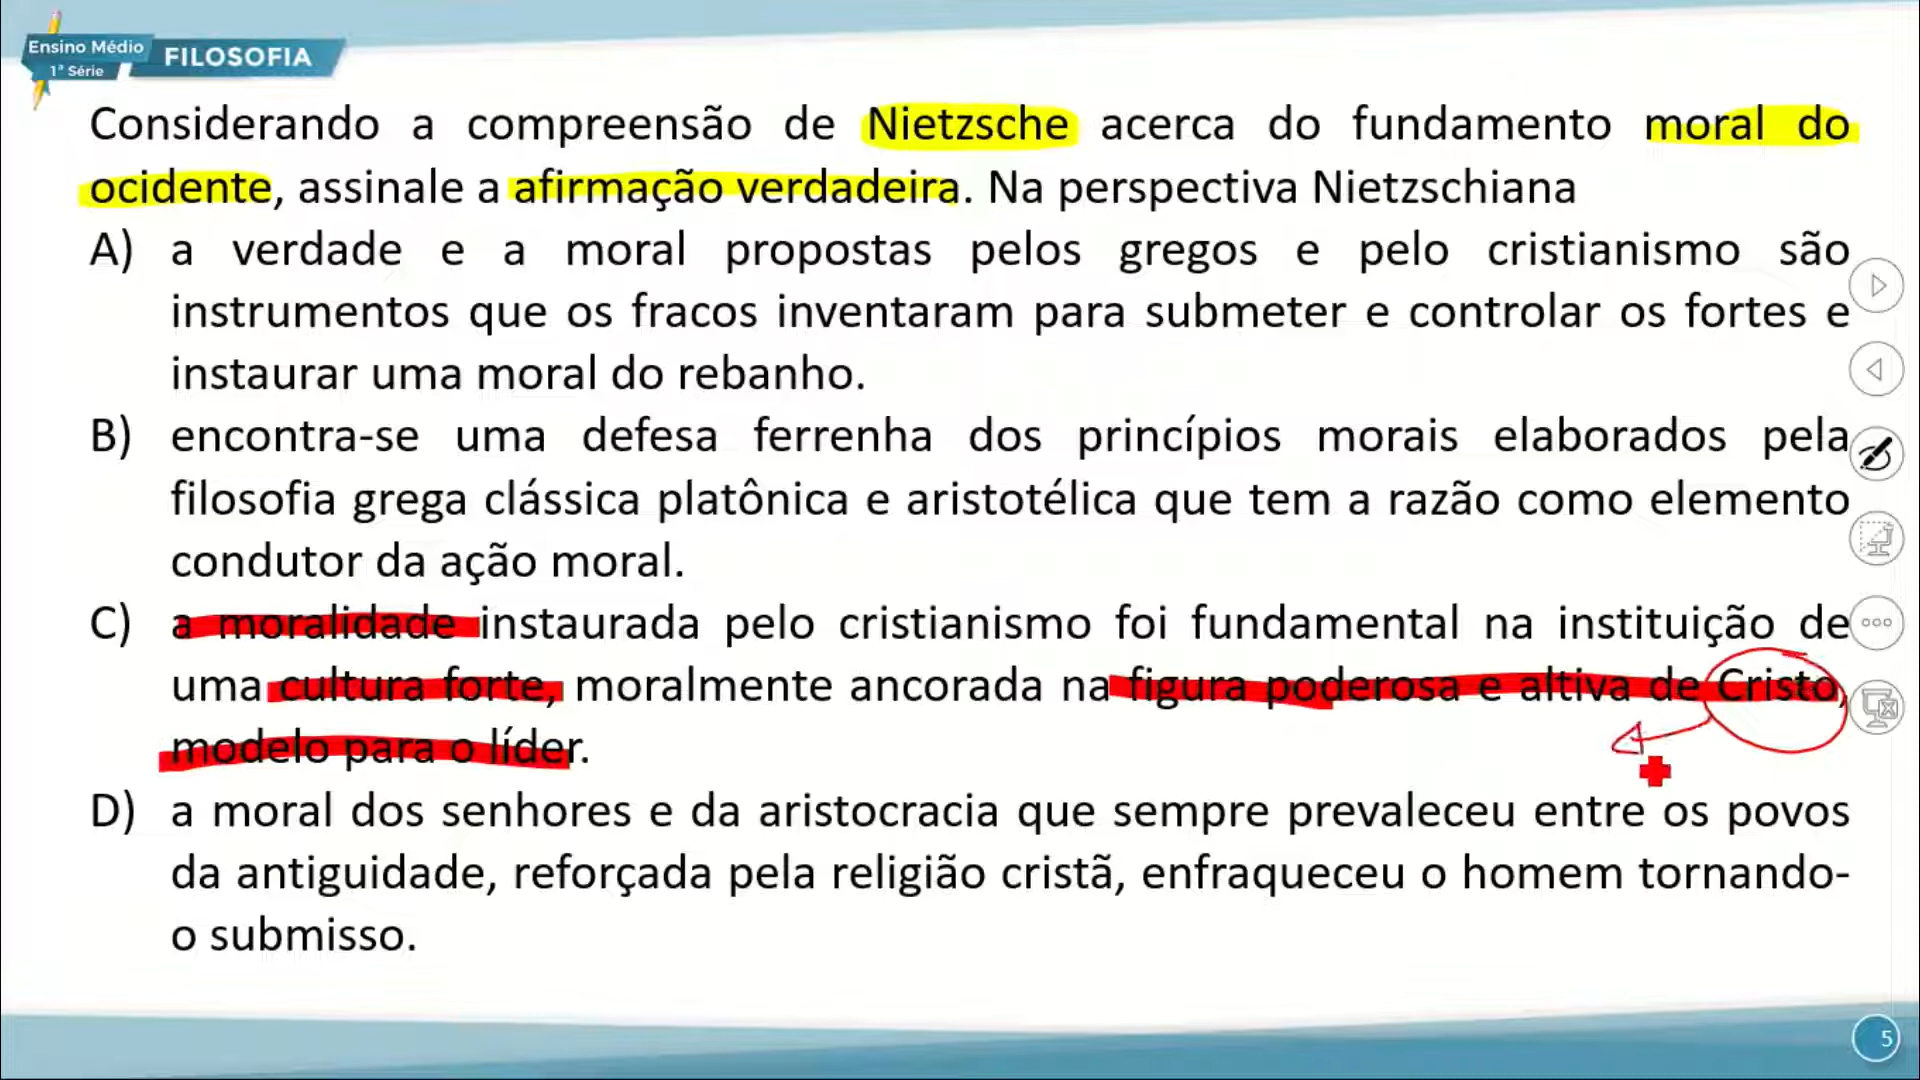 Ensino Médio
1ª Série
FILOSOFIA
Considerando a compreensão de Nietzsche acerca do fundamento moral do
ocidente, assinale a afirmação verdadeira. Na perspectiva Nietzschiana
A) a verdade e a moral propostas pelos gregos e pelo cristianismo são
instrumentos que os fracos inventaram para submeter e controlar os fortes e
instaurar uma moral do rebanho.
B) encontra-se uma defesa ferrenha dos princípios morais elaborados pela
filosofia grega clássica platônica e aristotélica que tem a razão como elemento
condutor da ação moral.
C) a moralidade instaurada pelo cristianismo foi fundamental na instituição de
uma cultura forte, moralmente ancorada na figura poderosa e altiva de Cristo,
modelo para o líder.
D) a moral dos senhores e da aristocracia que sempre prevaleceu entre os povos
da antiguidade, reforçada pela religião cristã, enfraqueceu o homem tornando-
o submisso.
5